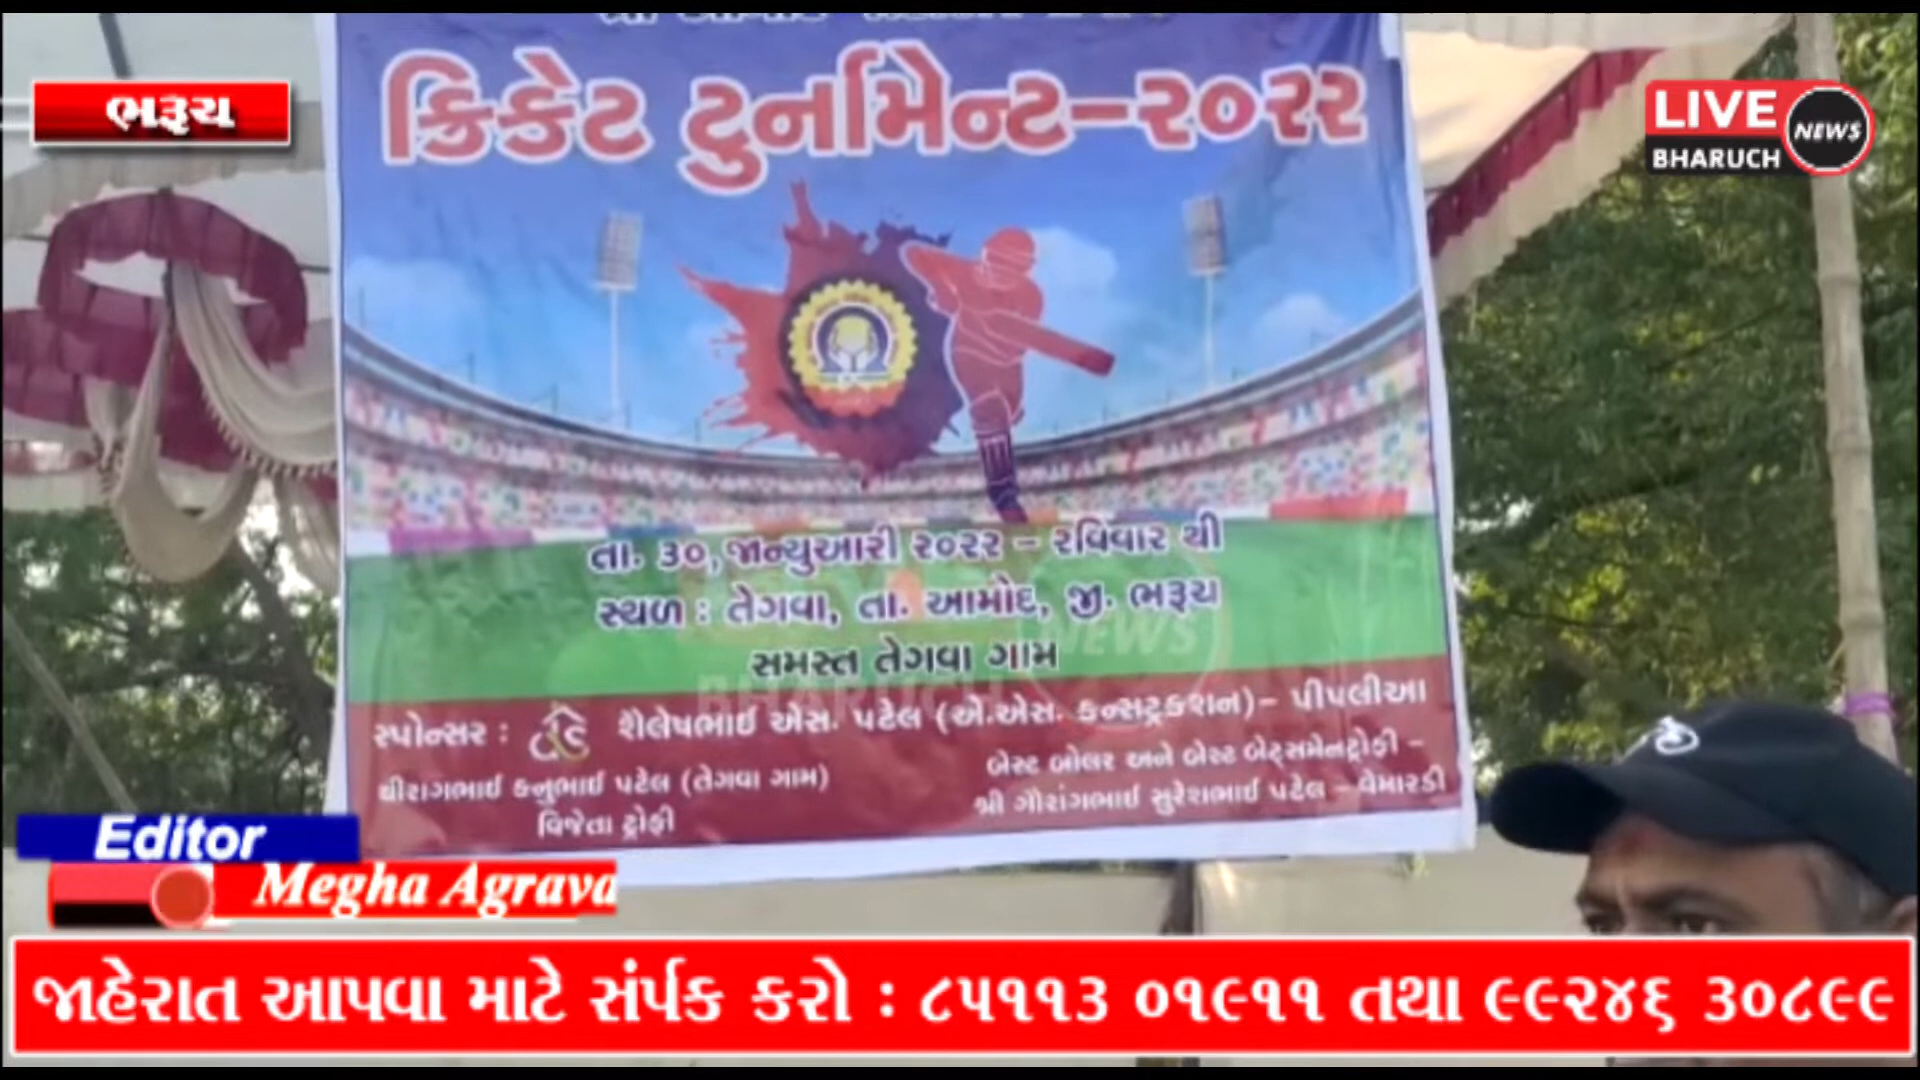 ક્રિકેટ ટુર્નામેન્ટ-૨૦૨૨
ભરૂચ
LIVE
BHARUCH
NEWS
તા. ૩૦, જાન્યુઆરી ૨૦૨૨ - રવિવાર થી
સ્થળ : તેગવા, તા. આમોદ, જી. ભરૂચ
સમસ્ત તેગવા ગામ
સ્પોન્સર : શૈલેષભાઈ એસ. પટેલ (એ.એસ. કન્સટ્રકશન)- પીપલીઆ
ચીરાગભાઈ કનુભાઈ પટેલ (તેગવા ગામ)
વિજેતા ટ્રોફી
બેસ્ટ બોલર અને બેસ્ટ બેટ્સમેનટ્રોફી -
શ્રી ગૌરાંગભાઈ સુરેશભાઈ પટેલ - વેમારડી
Editor
Megha Agrava
જાહેરાત આપવા માટે સંર્પક કરો : ૮૫૧૧૩ ૦૧૯૧૧ તથા ૯૯૨૪૬ ૩૦૮૯૯